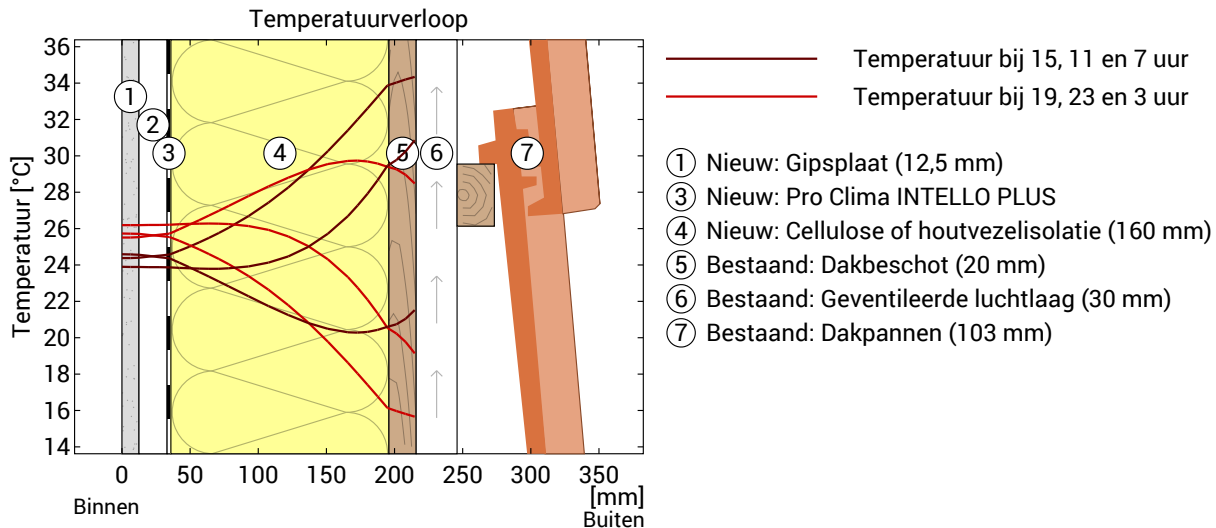 Temperatuurverloop
Temperatuur [°C]
36
34
32
30
28
26
24
22
20
18
16
14
0
50
100
150
200
250
300
350
[mm]
Binnen
Buiten
1
2
3
4
5
6
7
Temperatuur bij 15, 11 en 7 uur
Temperatuur bij 19, 23 en 3 uur
1 Nieuw: Gipsplaat (12,5 mm)
3 Nieuw: Pro Clima INTELLO PLUS
4 Nieuw: Cellulose of houtvezelisolatie (160 mm)
5 Bestaand: Dakbeschot (20 mm)
6 Bestaand: Geventileerde luchtlaag (30 mm)
7 Bestaand: Dakpannen (103 mm)